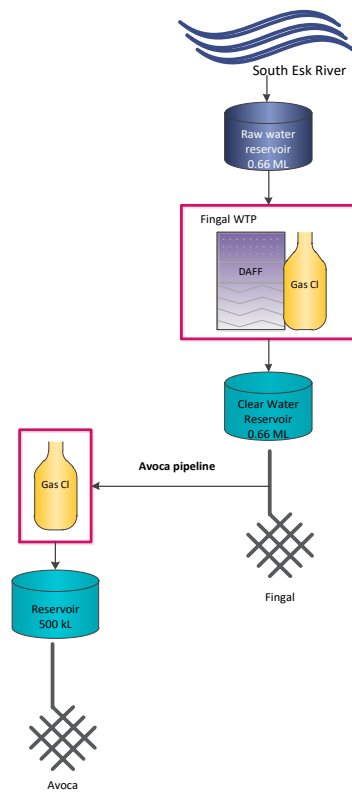 South Esk River
Raw water
reservoir
0.66 ML
Fingal WTP
DAFF
Gas Cl
Clear Water
Reservoir
0.66 ML
Avoca pipeline
Gas Cl
Fingal
Reservoir
500 kL
Avoca